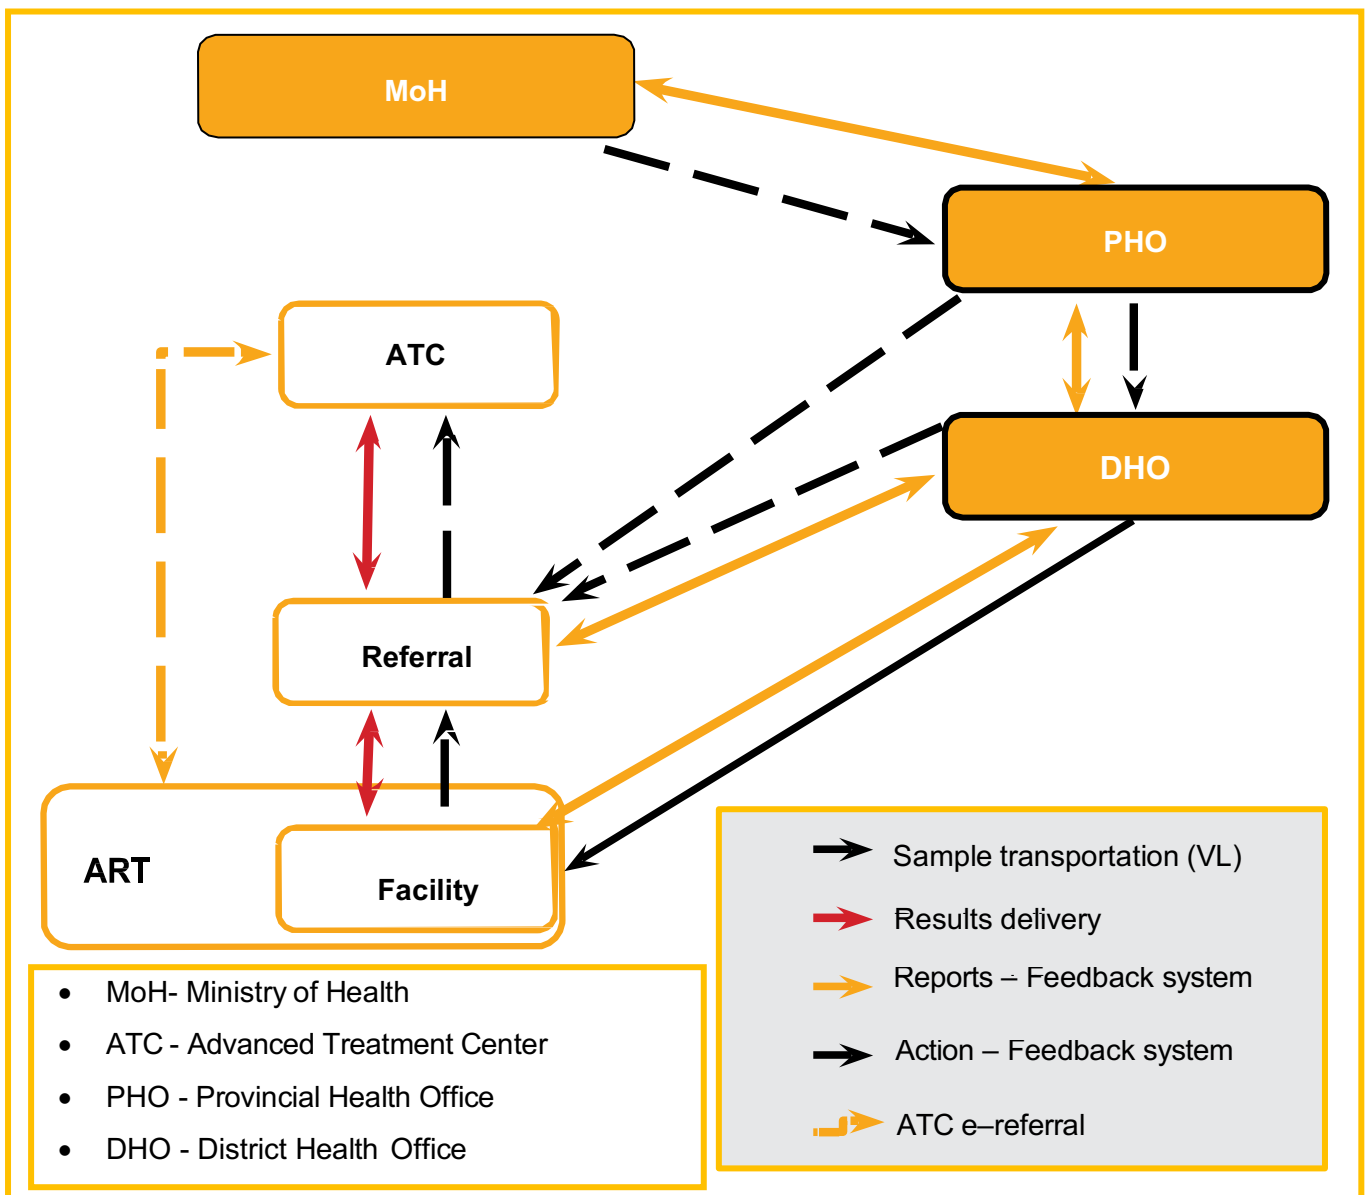 MoH
PHO
ATC
DHO
Referral
ART
Facility
Sample transportation (VL)
Results delivery
Reports – Feedback system
Action – Feedback system
ATC e–referral
• MoH- Ministry of Health
• ATC - Advanced Treatment Center
• PHO - Provincial Health Office
• DHO - District Health Office